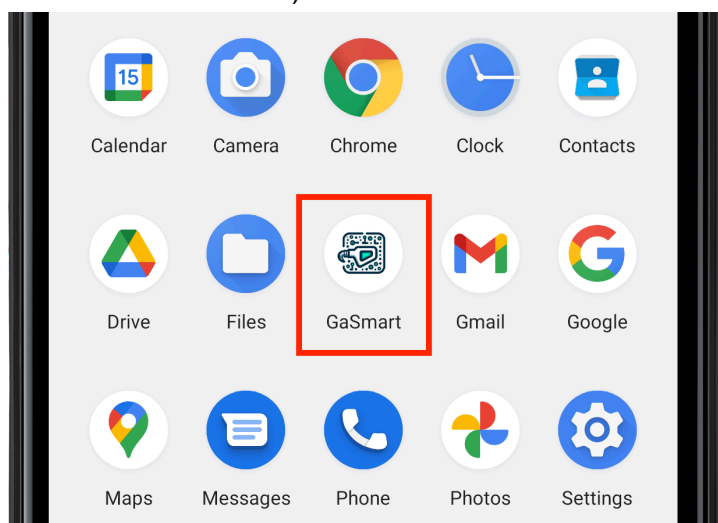 15
Calendar
Camera
Chrome
Clock
Contacts
Drive
Files
GaSmart
Gmail
Google
Maps
Messages
Phone
Photos
Settings